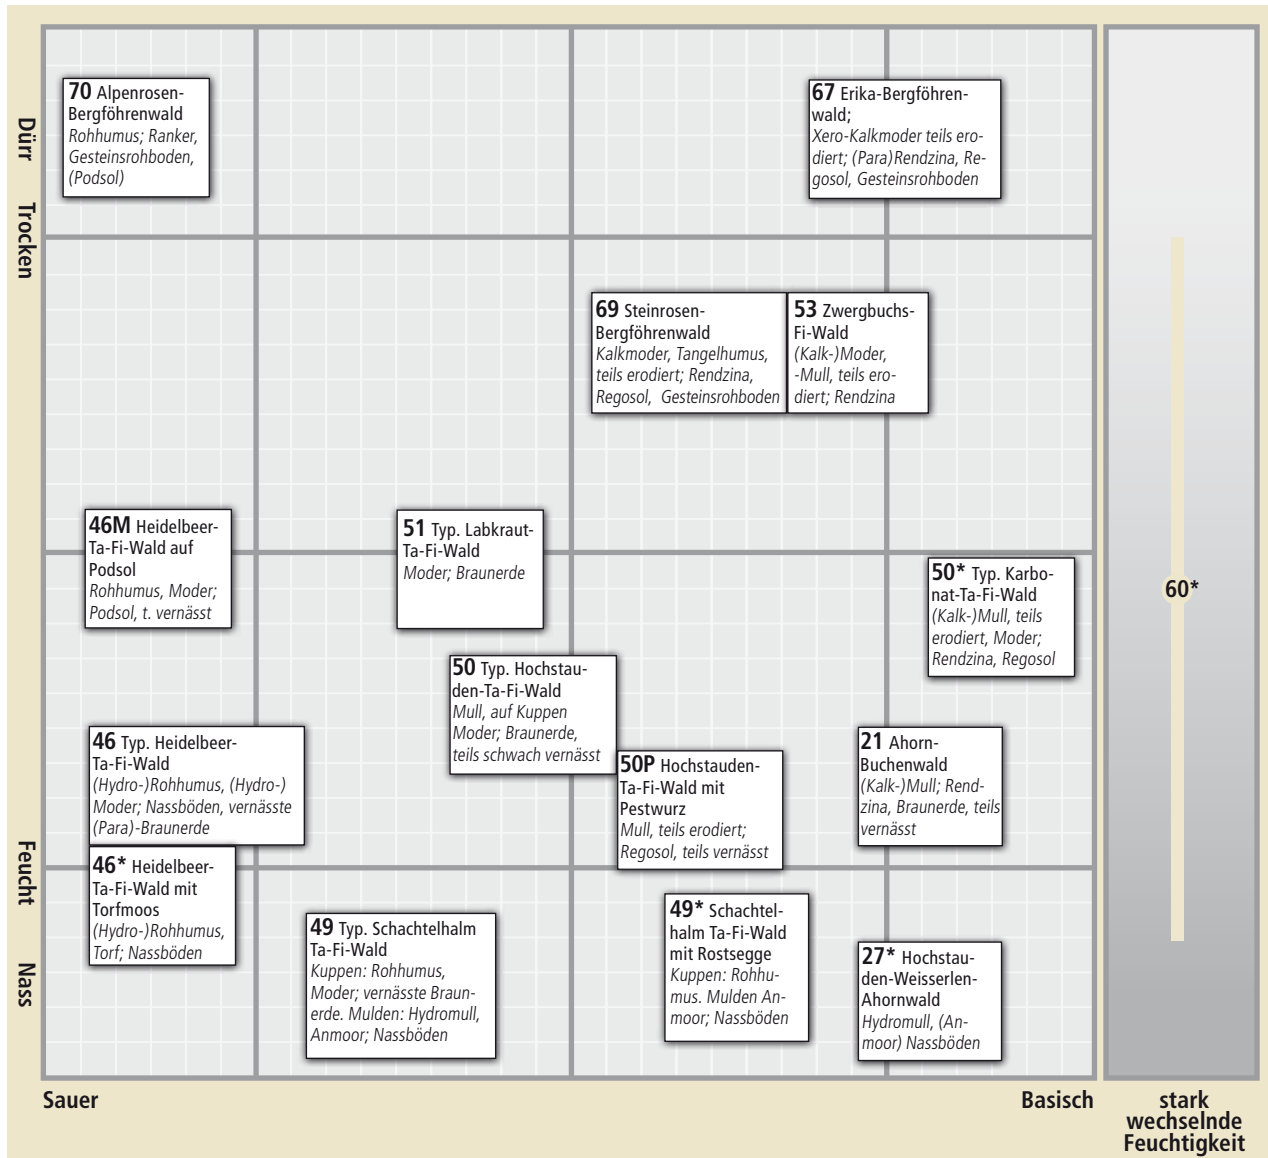 Dürr
Trocken
Feucht
Nass
70 Alpenrosen-
Bergföhrenwald
Rohhumus; Ranker,
Gesteinsrohboden,
(Podsol)
67 Erika-Bergföhren-
wald;
Xero-Kalkmoder teils ero-
diert; (Para)Rendzina, Re-
gosol, Gesteinsrohboden
69 Steinrosen-
Bergföhrenwald
Kalkmoder, Tangelhumus,
teils erodiert; Rendzina,
Regosol, Gesteinsrohboden
53 Zwergbuchs-
Fi-Wald
(Kalk-)Moder,
-Mull, teils ero-
diert; Rendzina
46M Heidelbeer-
Ta-Fi-Wald auf
Podsol
Rohhumus, Moder;
Podsol, t. vernässt
51 Typ. Labkraut-
Ta-Fi-Wald
Moder; Braunerde
50* Typ. Karbo-
nat-Ta-Fi-Wald
(Kalk-)Mull, teils
erodiert, Moder;
Rendzina, Regosol
60*
50 Typ. Hochstau-
den-Ta-Fi-Wald
Mull, auf Kuppen
Moder; Braunerde,
teils schwach vernässt
46 Typ. Heidelbeer-
Ta-Fi-Wald
(Hydro-)Rohhumus, (Hydro-)
Moder; Nassböden, vernässte
(Para)-Braunerde
50P Hochstauden-
Ta-Fi-Wald mit
Pestwurz
Mull, teils erodiert;
Regosol, teils vernässt
21 Ahorn-
Buchenwald
(Kalk-)Mull; Rend-
zina, Braunerde, teils
vernässt
46* Heidelbeer-
Ta-Fi-Wald mit
Torfmoos
(Hydro-)Rohhumus,
Torf; Nassböden
49 Typ. Schachtelhalm
Ta-Fi-Wald
Kuppen: Rohhumus,
Moder; vernässte Braun-
erde. Mulden: Hydromull,
Anmoor; Nassböden
49* Schachtel-
halm Ta-Fi-Wald
mit Rostsegge
Kuppen: Rohhu-
mus. Mulden An-
moor; Nassböden
27* Hochstau-
den-Weisserlen-
Ahornwald
Hydromull, (An-
moor) Nassböden
Sauer
Basisch
stark
wechselnde
Feuchtigkeit